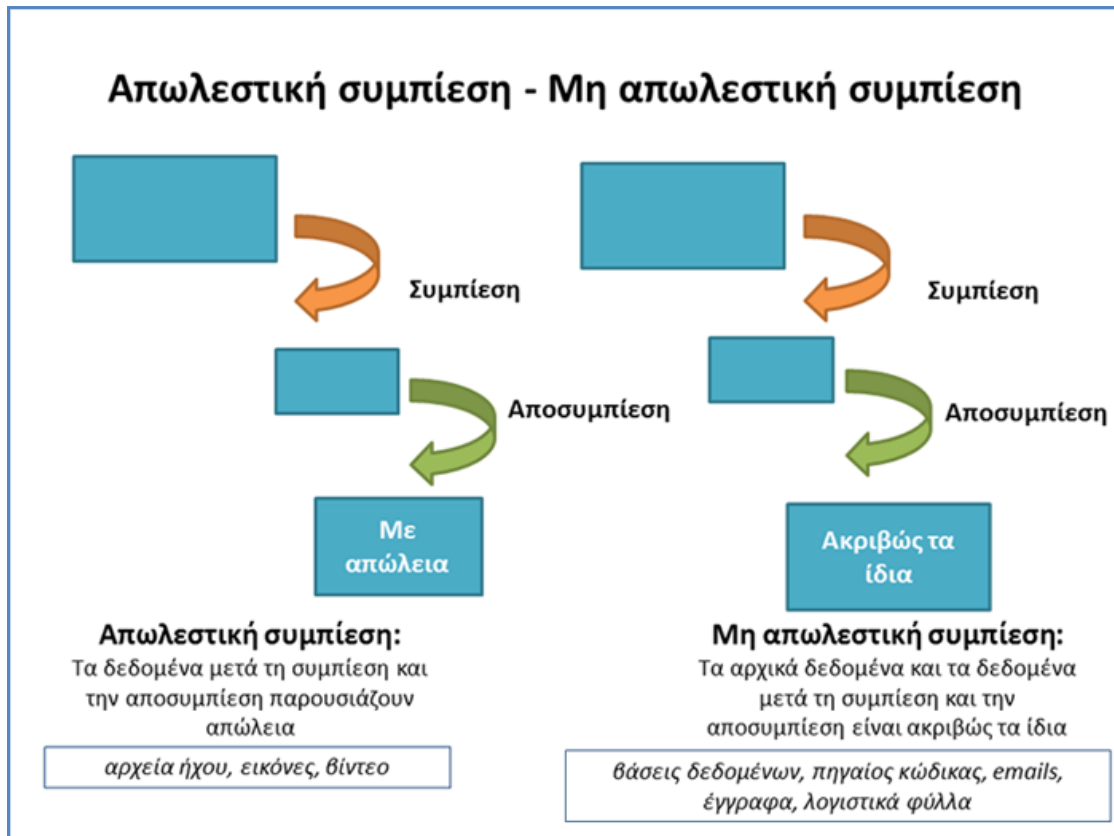 Απωλεστική συμπίεση - Μη απωλεστική συμπίεση
Συμπίεση
Αποσυμπίεση
Με
απώλεια
Απωλεστική συμπίεση:
Τα δεδομένα μετά τη συμπίεση και
την αποσυμπίεση παρουσιάζουν
απώλεια
αρχεία ήχου, εικόνες, βίντεο
Συμπίεση
Αποσυμπίεση
Ακριβώς τα
ίδια
Μη απωλεστική συμπίεση:
Τα αρχικά δεδομένα και τα δεδομένα
μετά τη συμπίεση και την
αποσυμπίεση είναι ακριβώς τα ίδια
βάσεις δεδομένων, πηγαίος κώδικας, emails,
έγγραφα, λογιστικά φύλλα